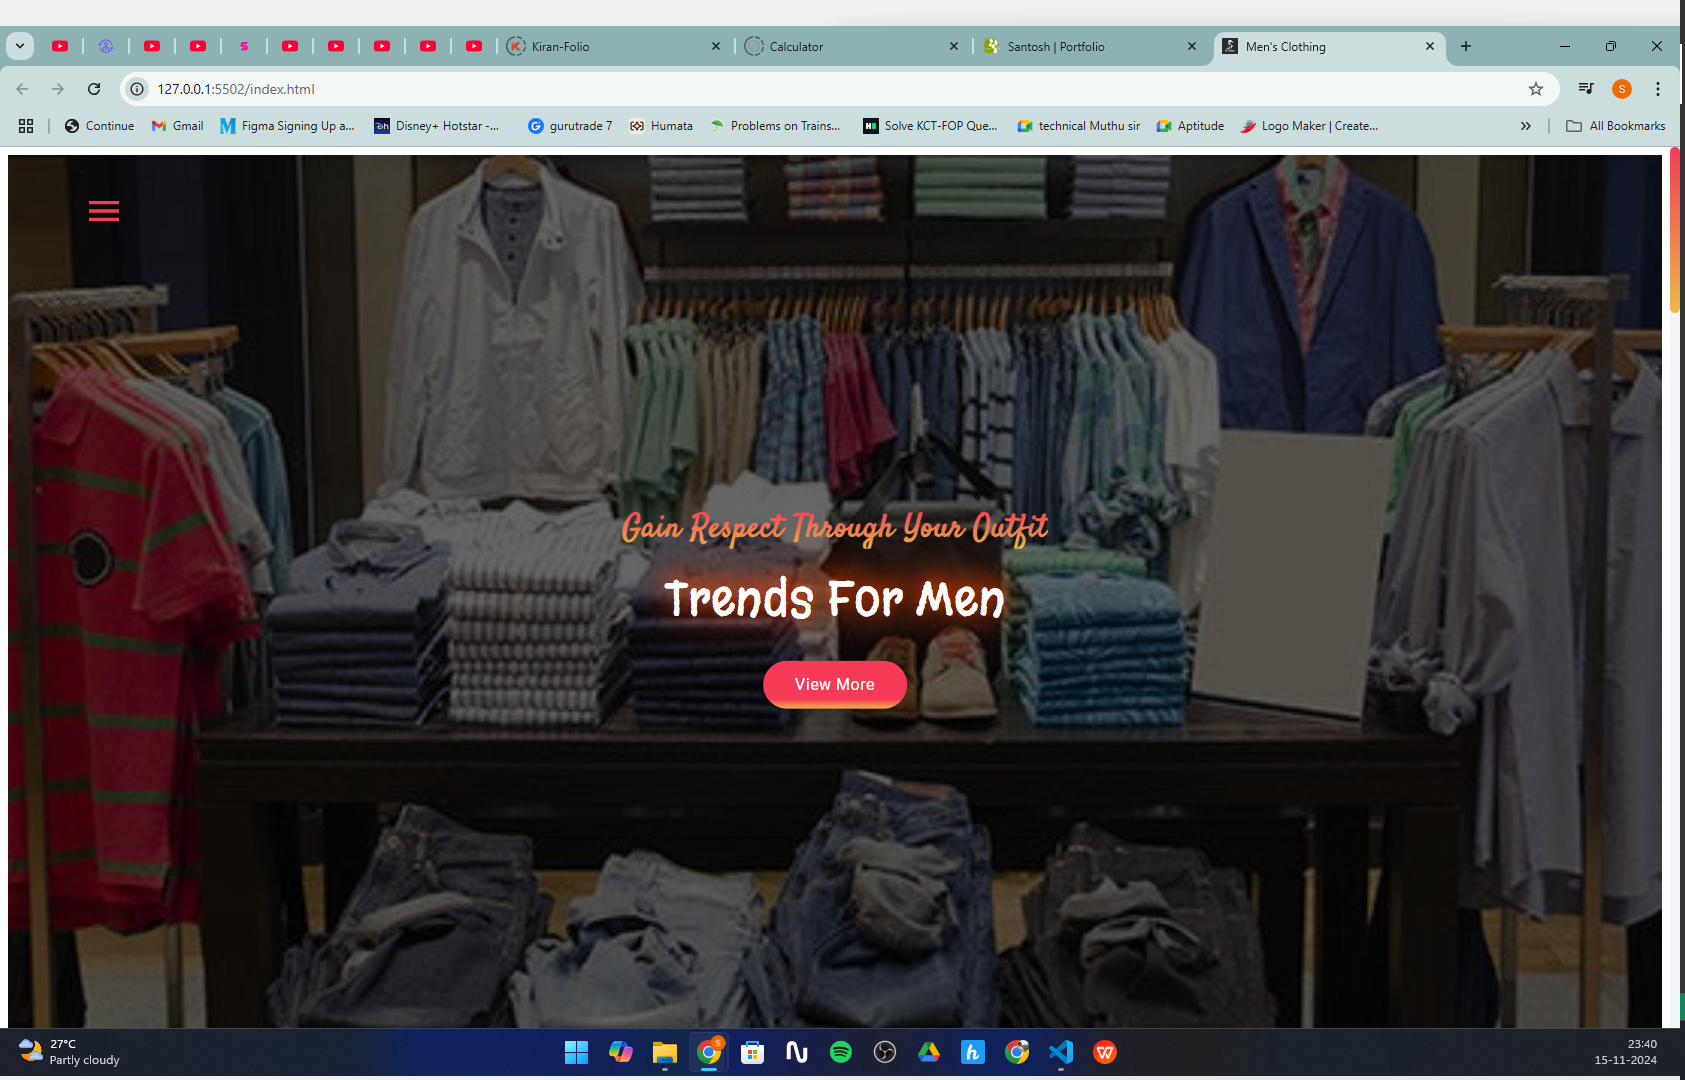 Kiran-Folio
Calculator
Santosh | Portfolio
Men's Clothing
127.0.0.1:5502/index.html
S
Continue
Gmail
Figma Signing Up a...
Disney+ Hotstar -...
gurutrade 7
Humata
Problems on Trains...
Solve KCT-FOP Que...
technical Muthu sir
Aptitude
Logo Maker | Create...
All Bookmarks
Gain Respect Through Your Outfit
Trends For Men
View More
27°C
Partly cloudy
23:40
15-11-2024